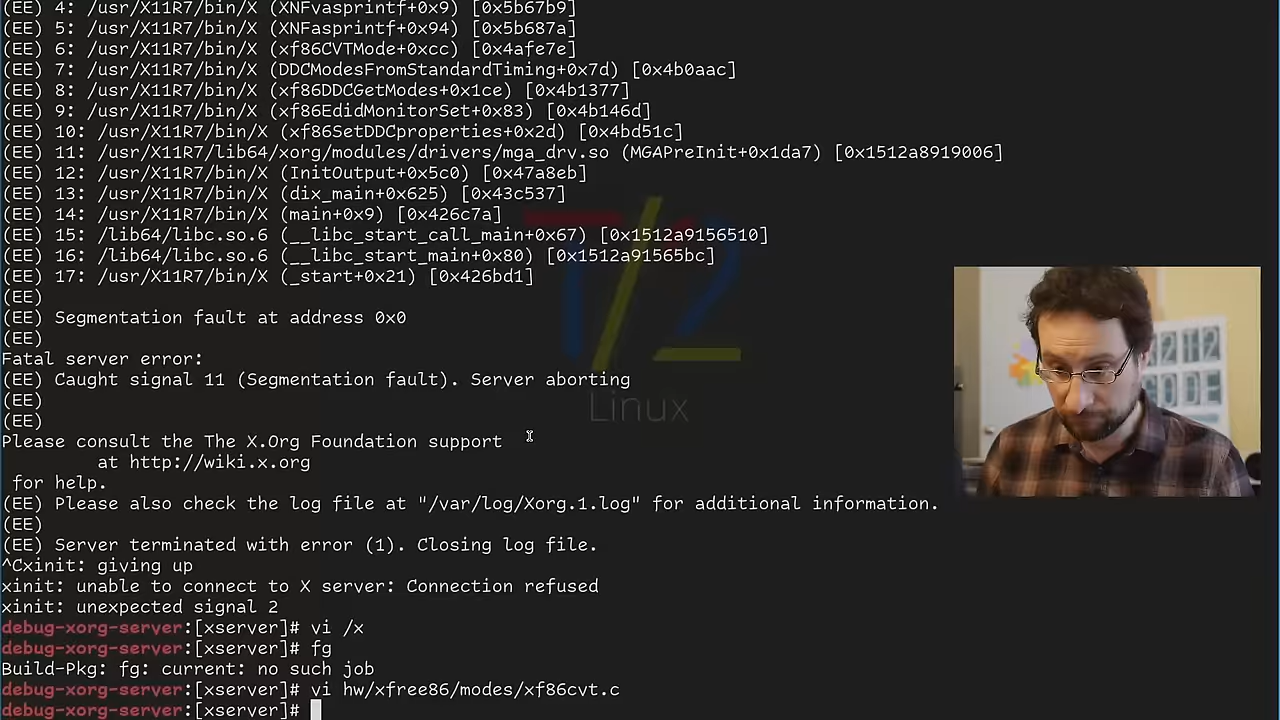 (EE) 4: /usr/X11R7/bin/X (XNFvasprintf+0x9) [0x5b67b9]
(EE) 5: /usr/X11R7/bin/X (XNFasprintf+0x94) [0x5b687a]
(EE) 6: /usr/X11R7/bin/X (xf86CVTMode+0xcc) [0x4afe7e]
(EE) 7: /usr/X11R7/bin/X (DDCModesFromStandardTiming+0x7d) [0x4b0aac]
(EE) 8: /usr/X11R7/bin/X (xf86DDCGetModes+0x1ce) [0x4b1377]
(EE) 9: /usr/X11R7/bin/X (xf86EdidMonitorSet+0x83) [0x4b146d]
(EE) 10: /usr/X11R7/bin/X (xf86SetDDCproperties+0x2d) [0x4bd51c]
(EE) 11: /usr/X11R7/lib64/xorg/modules/drivers/mga_drv.so (MGAPreInit+0x1da7) [0x1512a8919006]
(EE) 12: /usr/X11R7/bin/X (InitOutput+0x5c0) [0x47a8eb]
(EE) 13: /usr/X11R7/bin/X (dix_main+0x625) [0x43c537]
(EE) 14: /usr/X11R7/bin/X (main+0x9) [0x426c7a]
(EE) 15: /lib64/libc.so.6 (__libc_start_call_main+0x67) [0x1512a9156510]
(EE) 16: /lib64/libc.so.6 (__libc_start_main+0x80) [0x1512a91565bc]
(EE) 17: /usr/X11R7/bin/X (_start+0x21) [0x426bd1]
(EE)
(EE) Segmentation fault at address 0x0
(EE)
Fatal server error:
(EE) Caught signal 11 (Segmentation fault). Server aborting
(EE)
(EE)
Please consult the The X.Org Foundation support
at http://wiki.x.org
for help.
(EE) Please also check the log file at "/var/log/Xorg.1.log" for additional information.
(EE)
(EE) Server terminated with error (1). Closing log file.
^Cxinit: giving up
xinit: unable to connect to X server: Connection refused
xinit: unexpected signal 2
debug-xorg-server:[xserver]# vi /x
debug-xorg-server:[xserver]# fg
Build-Pkg: fg: current: no such job
debug-xorg-server:[xserver]# vi hw/xfree86/modes/xf86cvt.c
debug-xorg-server:[xserver]#
T/2
Linux